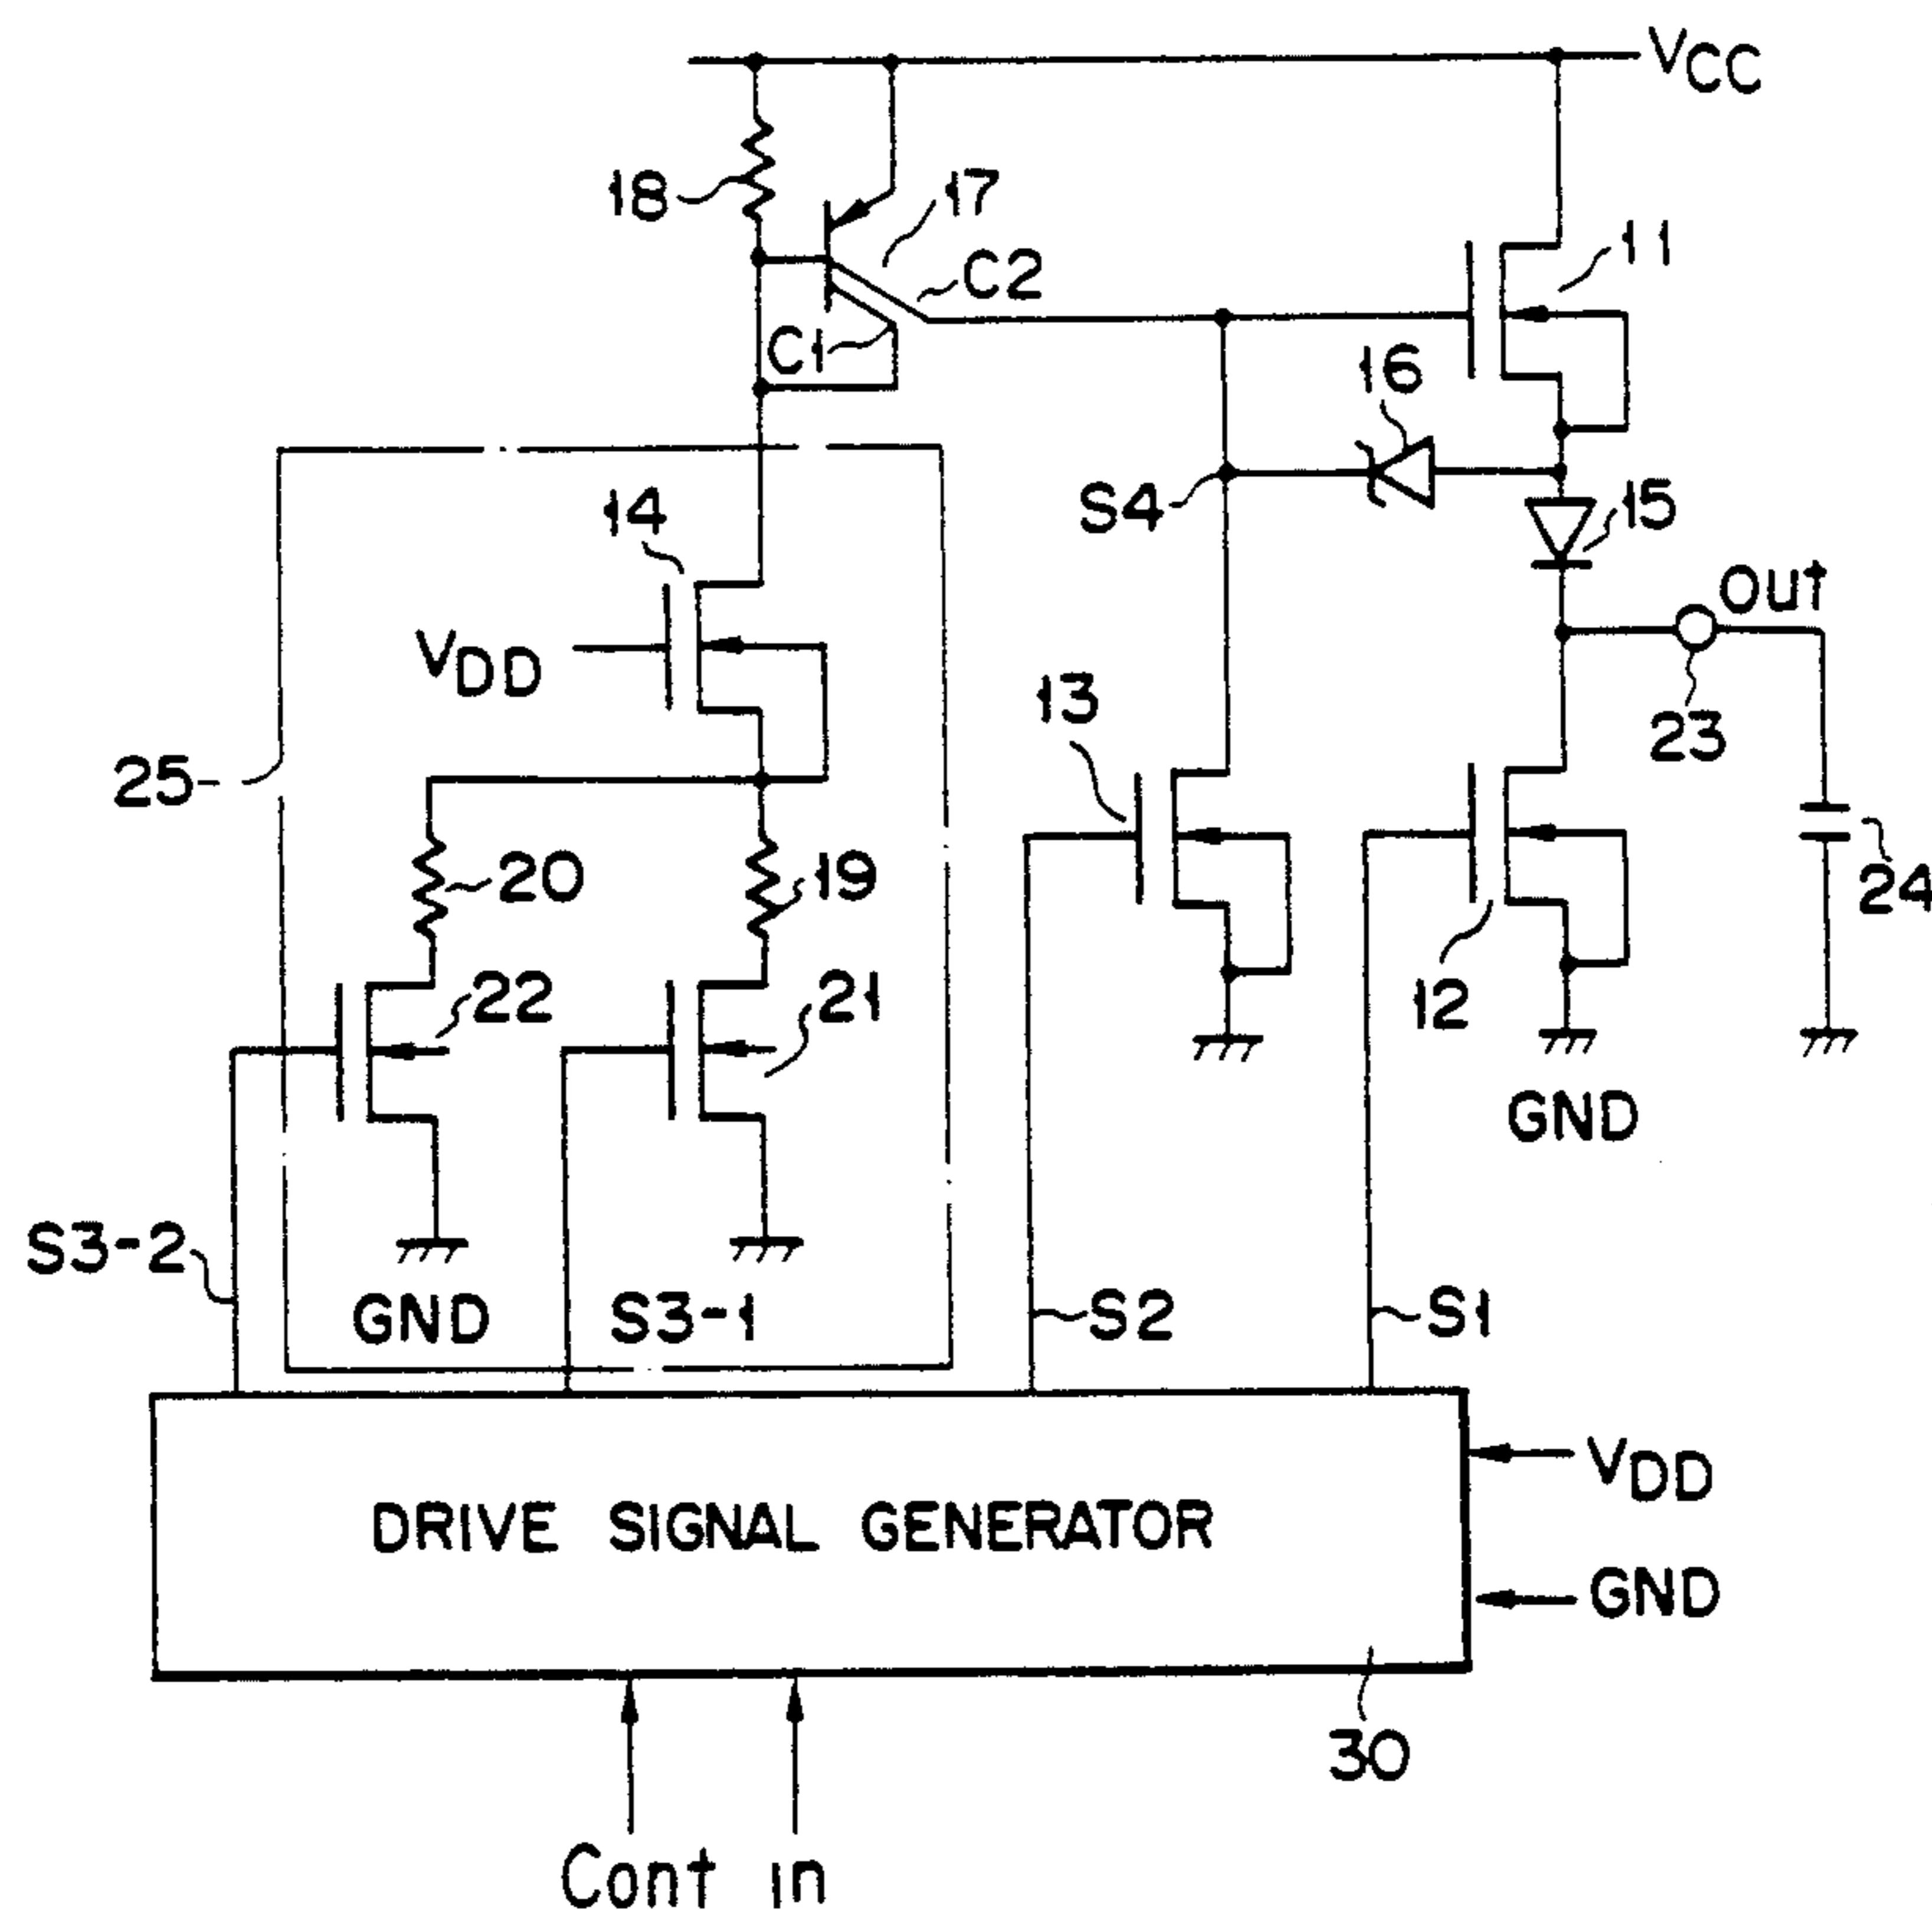 VCC
18
17
11
C2
C1
16
S4
14
15
Out
VDD
13
23
25
20
19
24
22
21
12
GND
S3-2
GND
S3-1
S2
S1
VDD
DRIVE SIGNAL GENERATOR
GND
30
Cont in